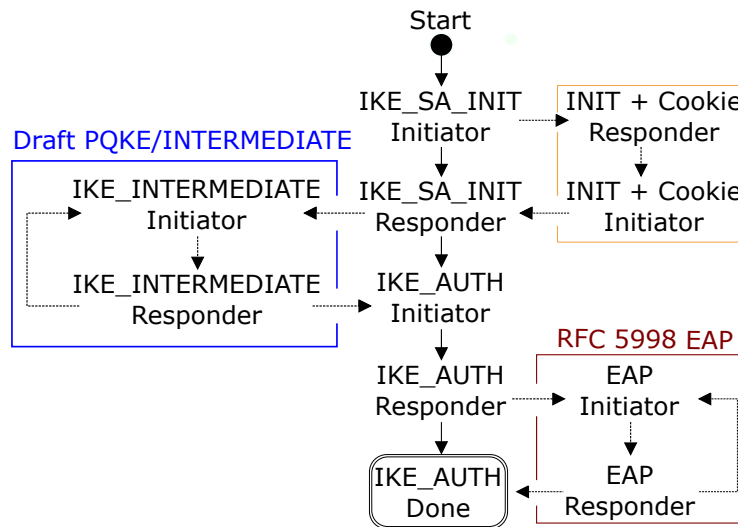 Start
IKE_SA_INIT
Initiator
INIT + Cookie
Responder
Draft PQKE/INTERMEDIATE
IKE_INTERMEDIATE
Initiator
IKE_SA_INIT
Responder
INIT + Cookie
Initiator
IKE_INTERMEDIATE
Responder
IKE_AUTH
Initiator
RFC 5998 EAP
IKE_AUTH
Responder
EAP
Initiator
IKE_AUTH
Done
EAP
Responder